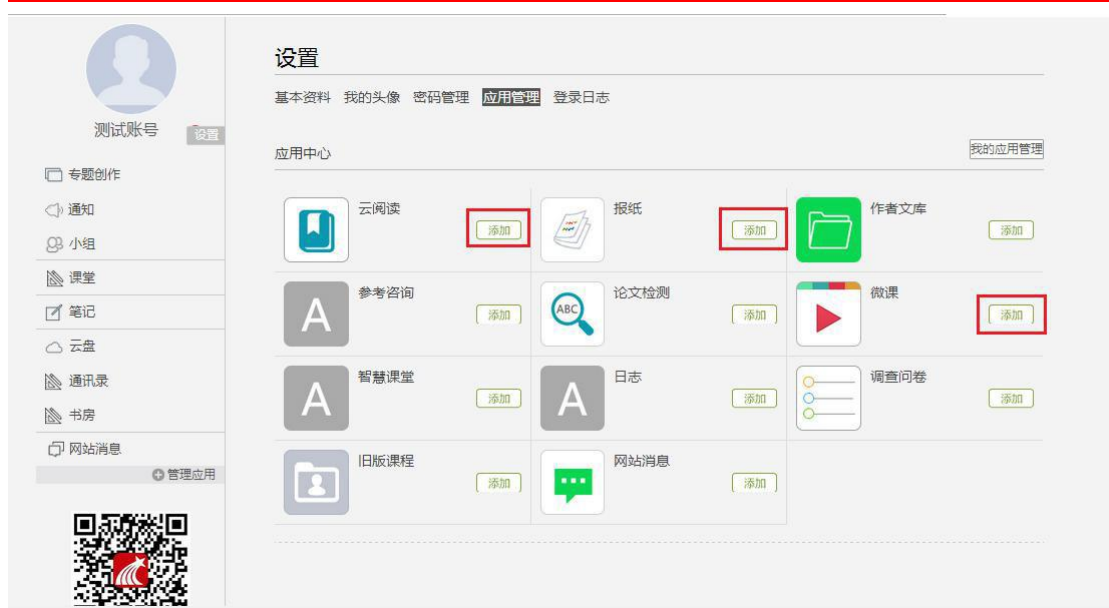 设置
基本资料 我的头像 密码管理 应用管理 登录日志
测试账号 设置
应用中心 我的应用管理
专题创作
通知
小组
课堂
笔记
云盘
通讯录
书房
网站消息
管理应用
云阅读 添加
报纸 添加
作者文库 添加
A 参考咨询 添加
ABC 论文检测 添加
微课 添加
A 智慧课堂 添加
A 日志 添加
调查问卷 添加
旧版课程 添加
网站消息 添加